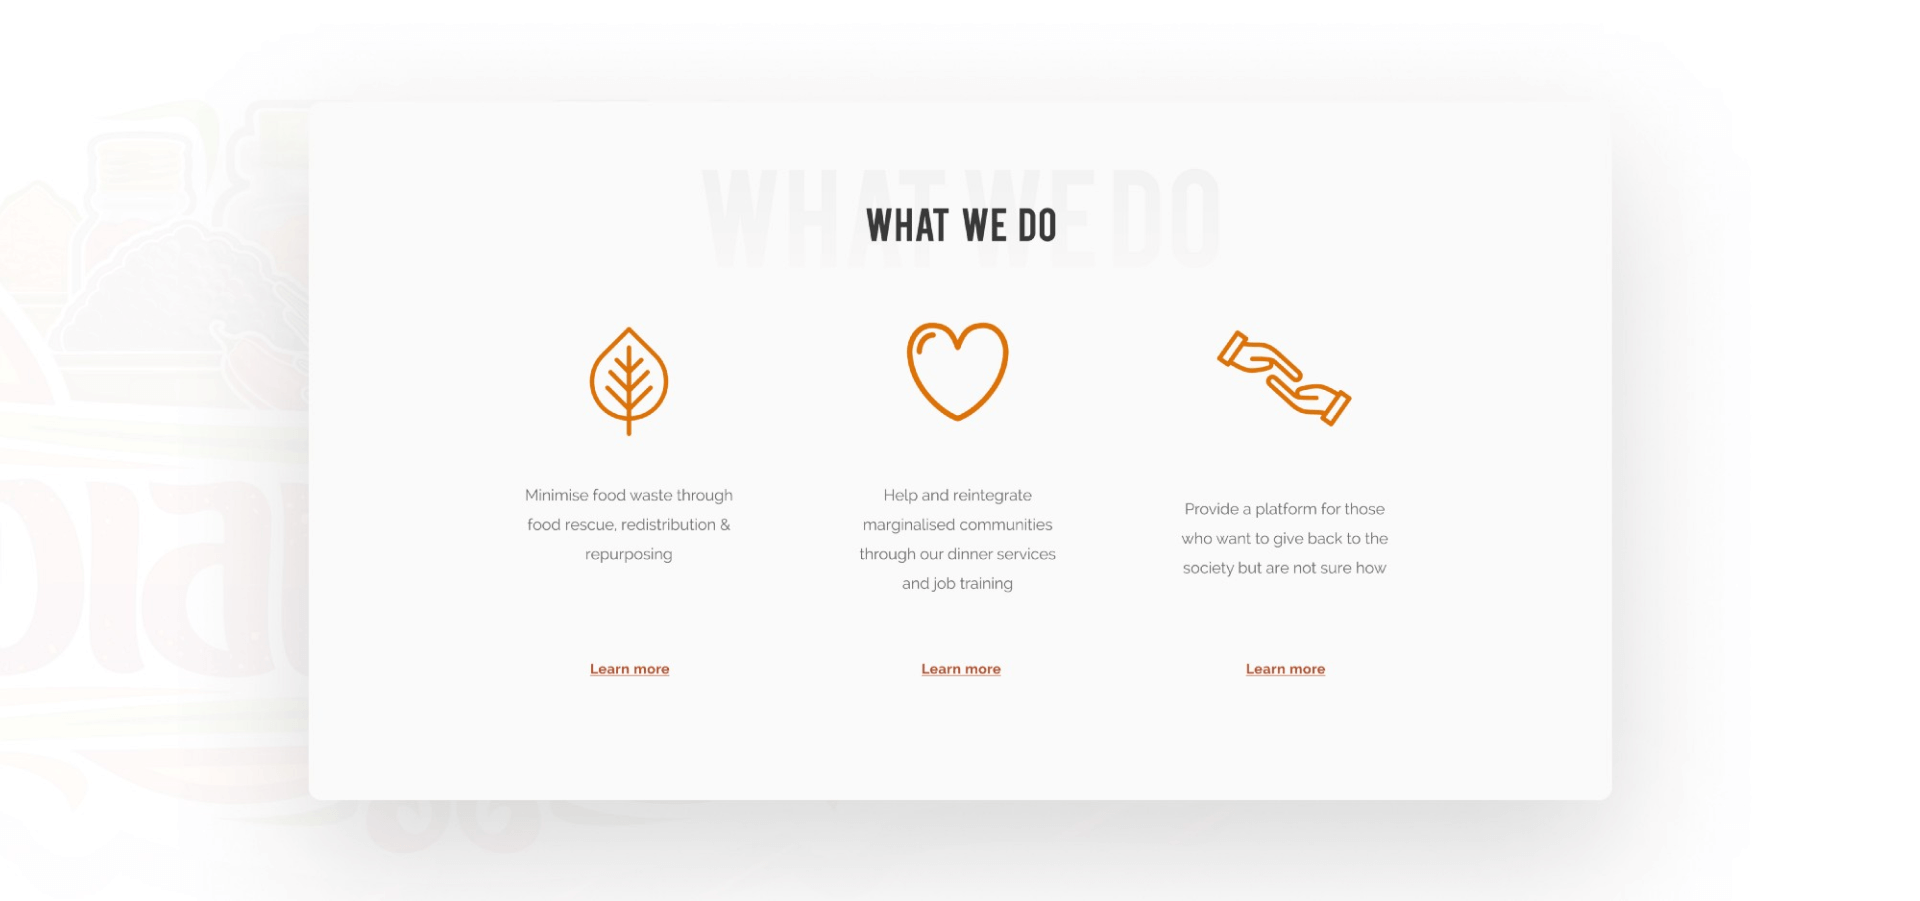 WHAT WE DO
WHAT WE DO
Minimise food waste through
food rescue, redistribution &
repurposing
Learn more
Help and reintegrate
marginalised communities
through our dinner services
and job training
Learn more
Provide a platform for those
who want to give back to the
society but are not sure how
Learn more